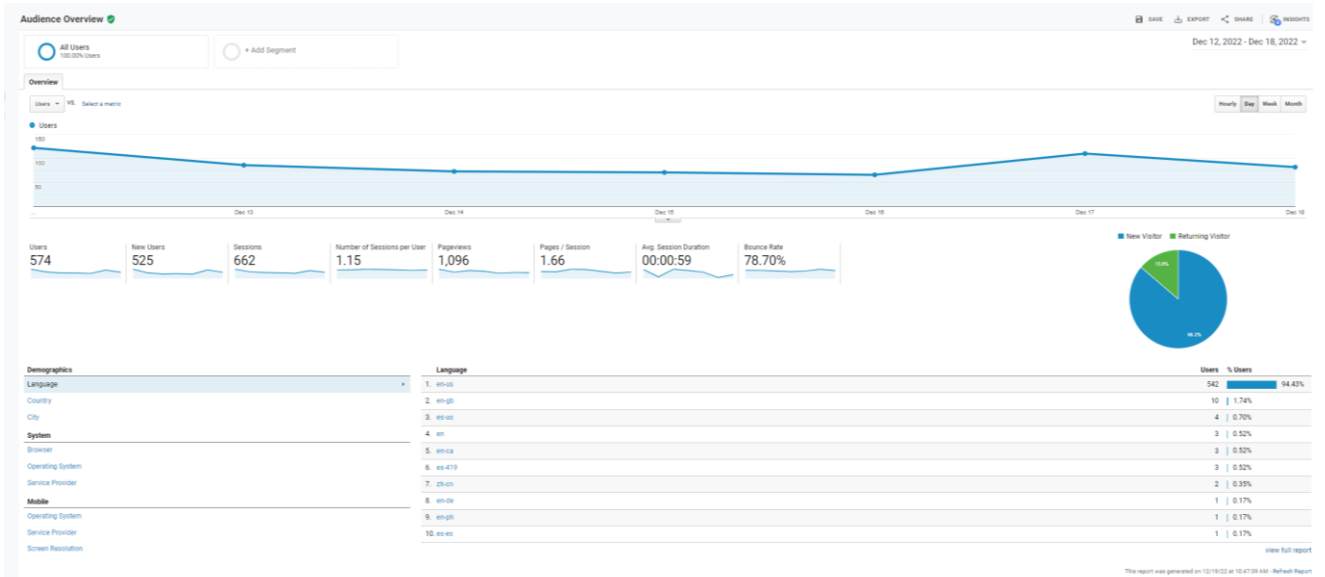 Audience Overview
SAVE EXPORT SHARE INSIGHTS
All Users
100.00% Users
+ Add Segment
Dec 12, 2022 - Dec 18, 2022
Overview
Users VS. Select a metric
Hourly Day Week Month
Users
150
100
50
... Dec 13 Dec 14 Dec 15 Dec 16 Dec 17 Dec 18
New Visitor Returning Visitor
Users New Users Sessions Number of Sessions per User Pageviews Pages / Session Avg. Session Duration Bounce Rate
574 525 662 1.15 1,096 1.66 00:00:59 78.70%
Demographics
Language
Country
City
System
Browser
Operating System
Service Provider
Mobile
Operating System
Service Provider
Screen Resolution
Language Users % Users
1. en-us 542 94.43%
2. en-gb 10 1.74%
3. es-us 4 0.70%
4. en 3 0.52%
5. en-ca 3 0.52%
6. es-419 3 0.52%
7. zh-cn 2 0.35%
8. en-de 1 0.17%
9. en-ph 1 0.17%
10. es-es 1 0.17%
view full report
This report was generated on 12/19/22 at 10:47:39 AM - Refresh Report